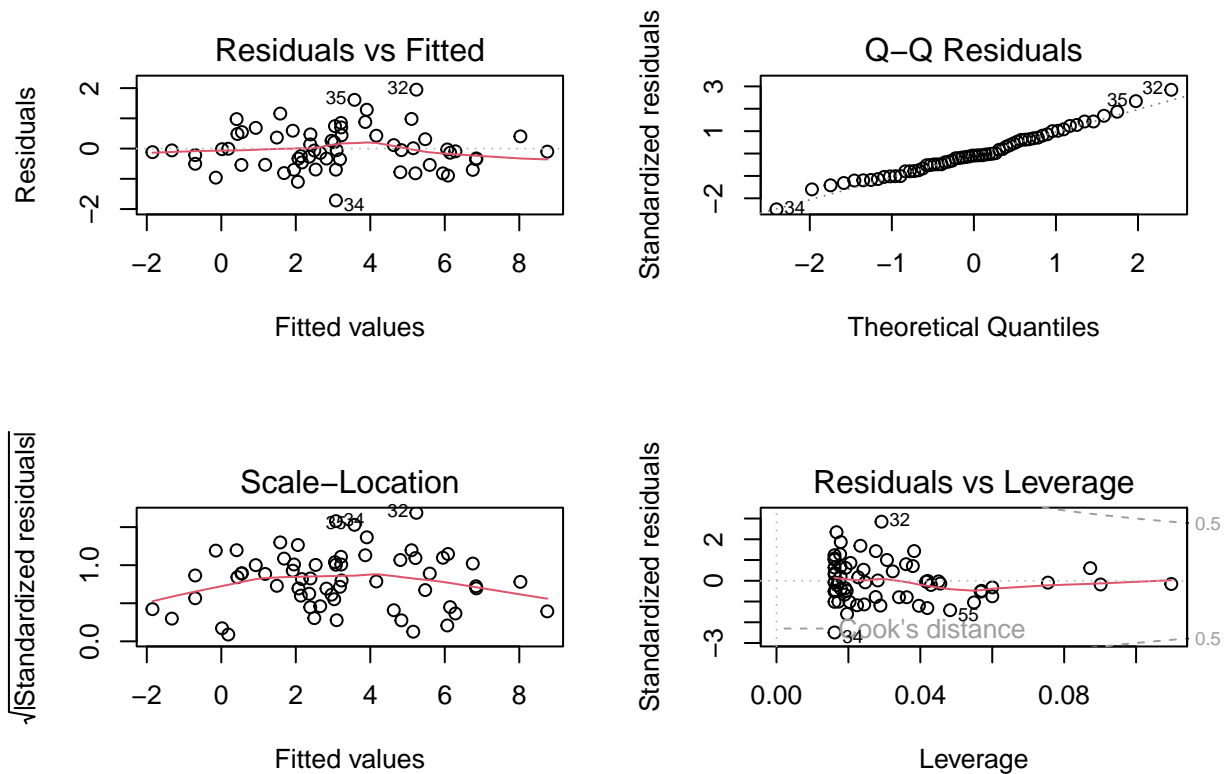 Residuals vs Fitted
Residuals
2
0
−2
32
35
34
−2 0 2 4 6 8
Fitted values
Q−Q Residuals
Standardized residuals
3
1
−2
35 32
34
−2 −1 0 1 2
Theoretical Quantiles
Scale−Location
√|Standardized residuals|
1.0
0.0
32
35 34
−2 0 2 4 6 8
Fitted values
Residuals vs Leverage
Standardized residuals
2
0
−3
0.5
32
55
Cook's distance
34
0.5
0.00 0.04 0.08
Leverage